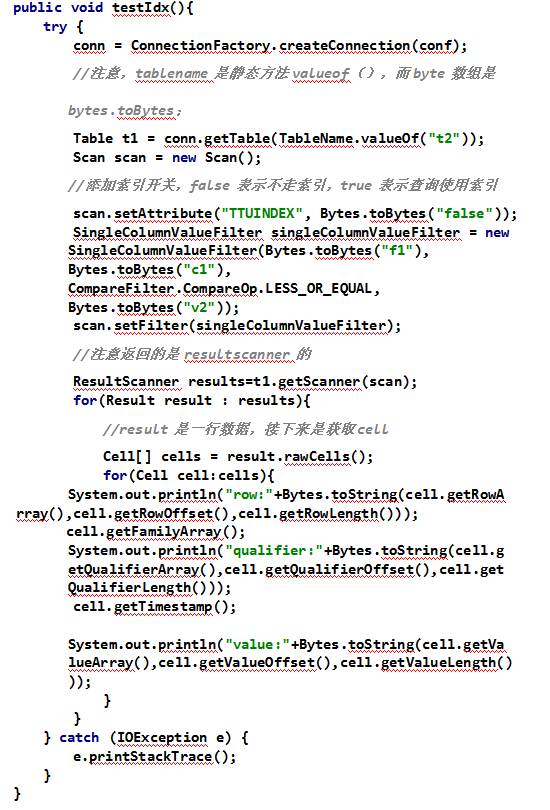 public void testIdx(){
try {
conn = ConnectionFactory.createConnection(conf);
//注意，tablename 是静态方法 valueof（），而 byte 数组是
bytes.toBytes；
Table t1 = conn.getTable(TableName.valueOf("t2"));
Scan scan = new Scan();
//添加索引开关，false 表示不走索引，true 表示查询使用索引
scan.setAttribute("TTUINDEX", Bytes.toBytes("false"));
SingleColumnValueFilter singleColumnValueFilter = new
SingleColumnValueFilter(Bytes.toBytes("f1"),
Bytes.toBytes("c1"),
CompareFilter.CompareOp.LESS_OR_EQUAL,
Bytes.toBytes("v2"));
scan.setFilter(singleColumnValueFilter);
//注意返回的是 resultscanner 的
ResultScanner results=t1.getScanner(scan);
for(Result result : results){
//result 是一行数据，接下来是获取 cell
Cell[] cells = result.rawCells();
for(Cell cell:cells){
System.out.println("row:"+Bytes.toString(cell.getRowA
rray(),cell.getRowOffset(),cell.getRowLength()));
cell.getFamilyArray();
System.out.println("qualifier:"+Bytes.toString(cell.g
etQualifierArray(),cell.getQualifierOffset(),cell.get
QualifierLength()));
cell.getTimestamp();
System.out.println("value:"+Bytes.toString(cell.getVa
lueArray(),cell.getValueOffset(),cell.getValueLength()
));
}
}
} catch (IOException e) {
e.printStackTrace();
}
}